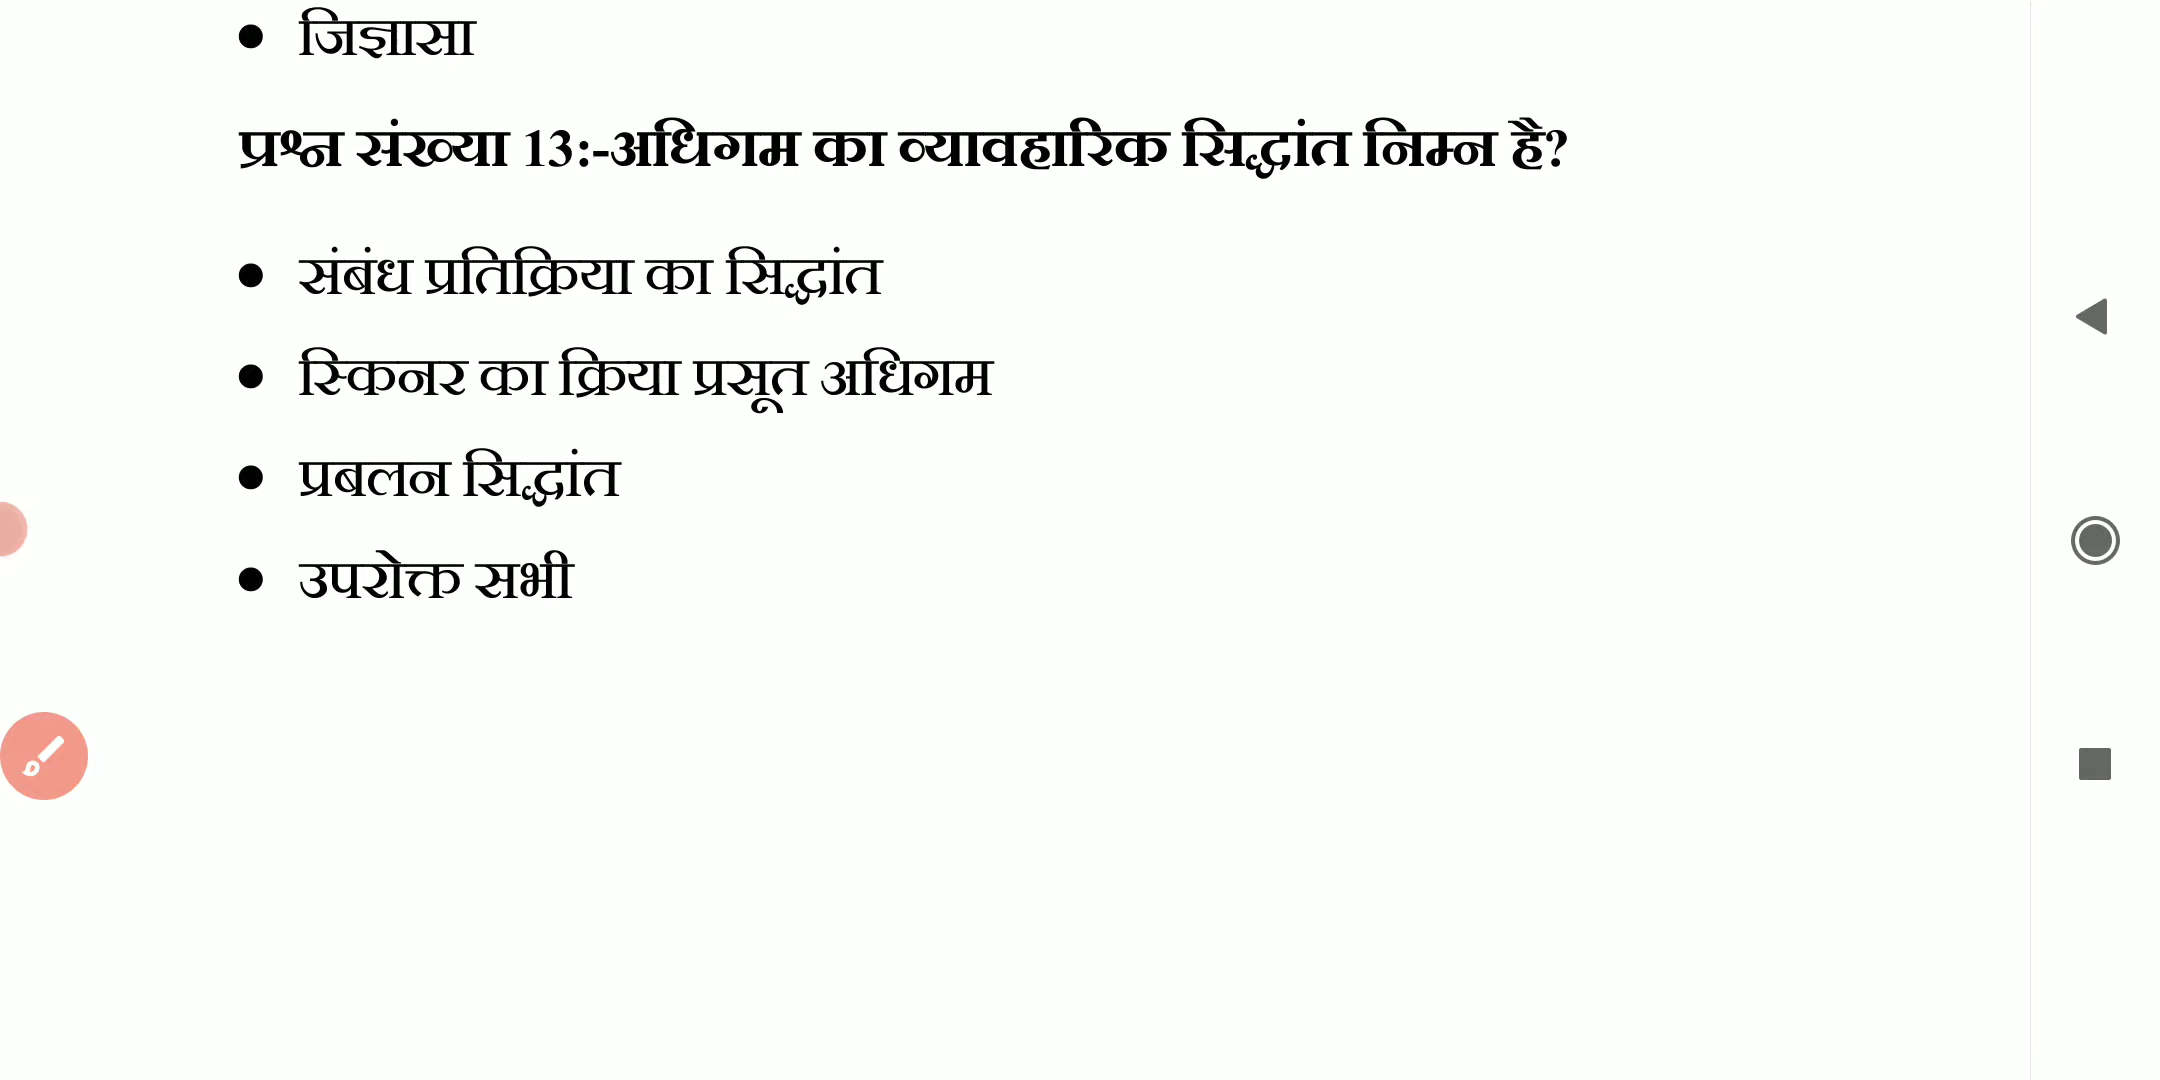 • जिज्ञासा
प्रश्न संख्या 13:-अधिगम का व्यावहारिक सिद्धांत निम्न है?
• संबंध प्रतिक्रिया का सिद्धांत
• स्किनर का क्रिया प्रसूत अधिगम
• प्रबलन सिद्धांत
• उपरोक्त सभी